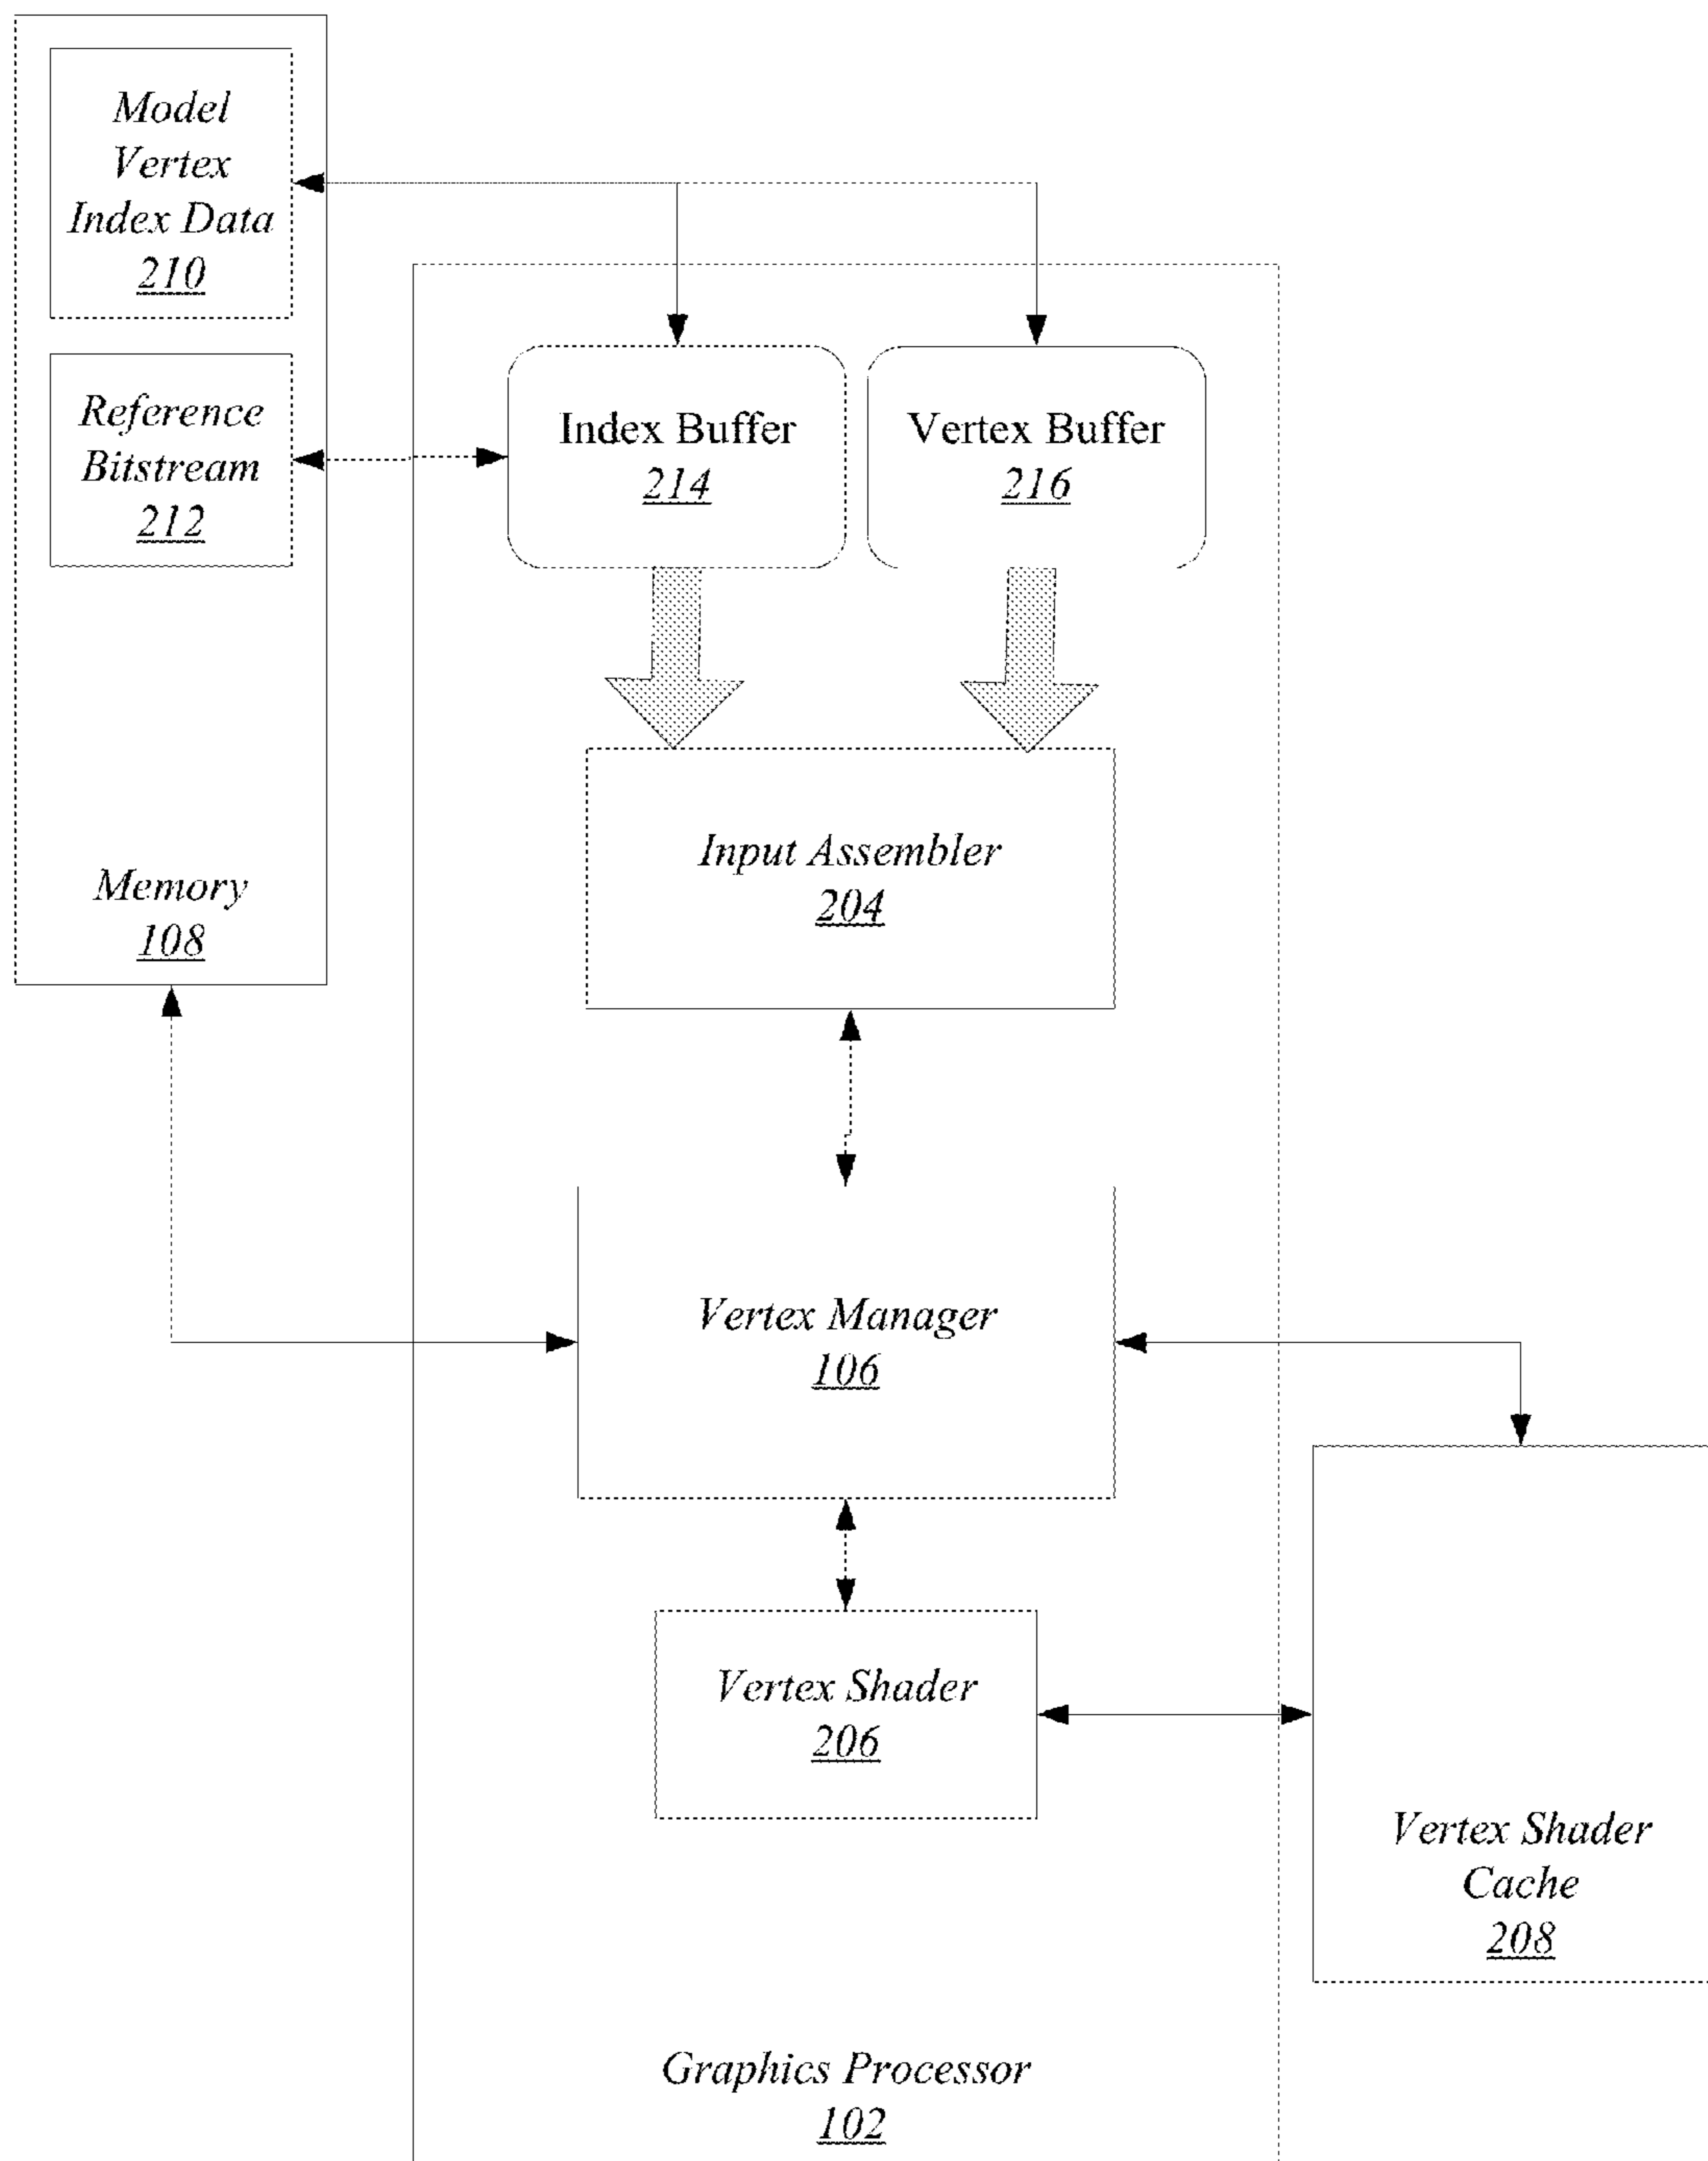 Model
Vertex
Index Data
210
Reference
Bitstream
212
Memory
108
Index Buffer
214
Vertex Buffer
216
Input Assembler
204
Vertex Manager
106
Vertex Shader
206
Vertex Shader
Cache
208
Graphics Processor
102